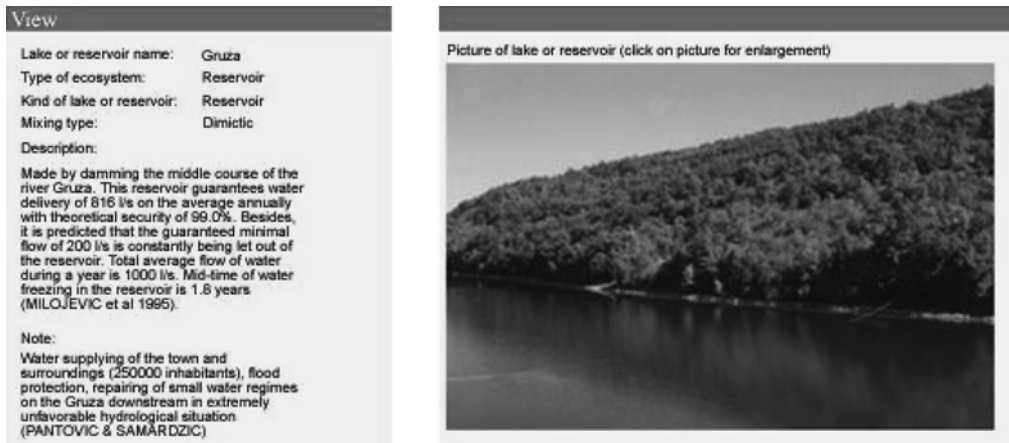 View
Lake or reservoir name: Gruza
Type of ecosystem: Reservoir
Kind of lake or reservoir: Reservoir
Mixing type: Dimictic
Description:
Made by damming the middle course of the
river Gruza. This reservoir guarantees water
delivery of 816 l/s on the average annually
with theoretical security of 99.0%. Besides,
it is predicted that the guaranteed minimal
flow of 200 l/s is constantly being let out of
the reservoir. Total average flow of water
during a year is 1000 l/s. Mid-time of water
freezing in the reservoir is 1.8 years
(MILOJEVIC et al 1995).
Note:
Water supplying of the town and
surroundings (250000 inhabitants), flood
protection, repairing of small water regimes
on the Gruza downstream in extremely
unfavorable hydrological situation
(PANTOVIC & SAMARDZIC)
Picture of lake or reservoir (click on picture for enlargement)